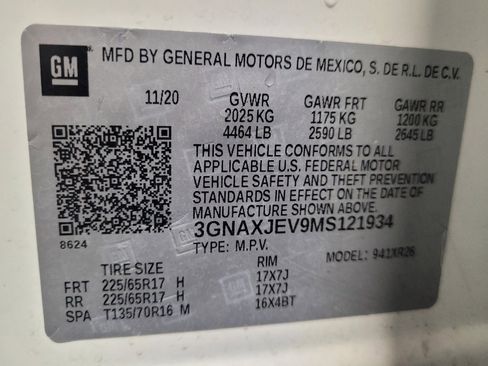 GM
MFD BY GENERAL MOTORS DE MEXICO, S. DE R.L. DE C.V.
11/20 GVWR GAWR FRT GAWR RR
2025 KG 1175 KG 1200 KG
4464 LB 2590 LB 2645 LB
THIS VEHICLE CONFORMS TO ALL
APPLICABLE U.S. FEDERAL MOTOR
VEHICLE SAFETY AND THEFT PREVENTION
STANDARDS IN EFFECT ON THE DATE OF
MANUFACTURE SHOWN ABOVE.
8624
3GNAXJEV9MS121934
TYPE: M.P.V. MODEL: 941XR26
TIRE SIZE RIM
FRT 225/65R17 H 17X7J
RR 225/65R17 H 17X7J
SPA T135/70R16 M 16X4BT